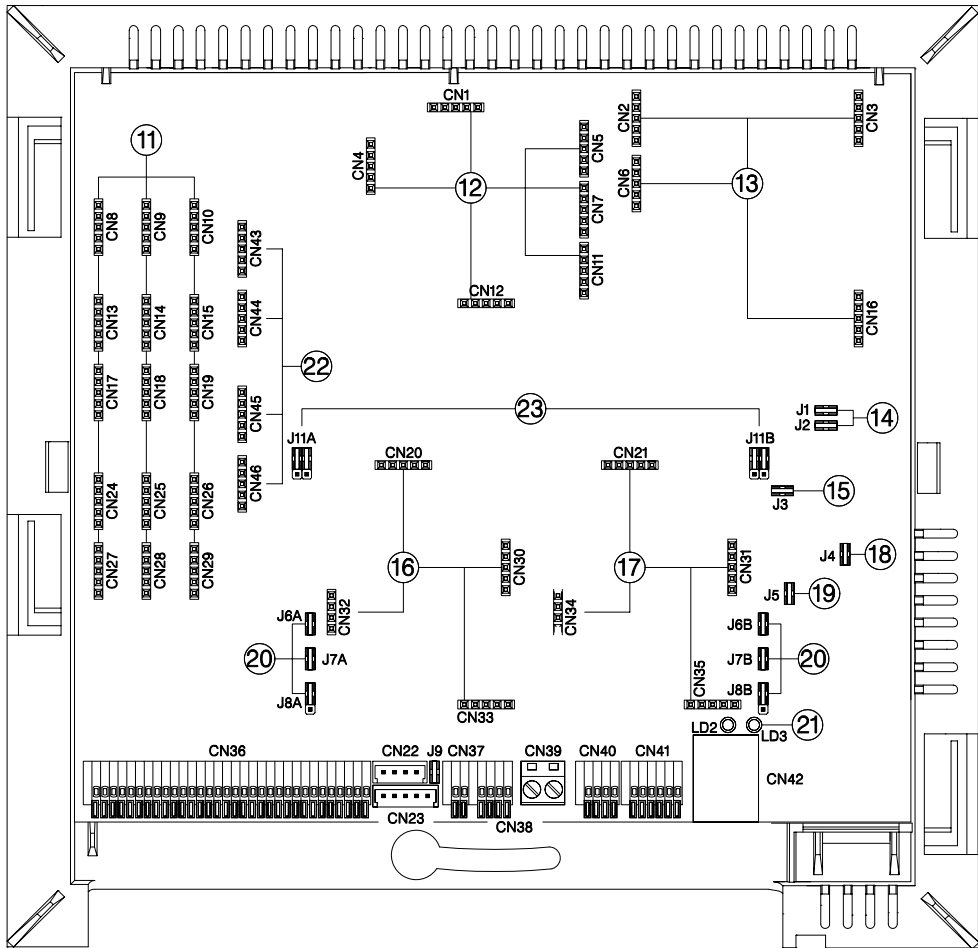 CN1
CN2
CN3
CN4
CN5
CN6
CN7
CN8
CN9
CN10
CN11
CN12
11
12
13
CN43
CN44
CN13
CN14
CN15
CN16
CN17
CN18
CN19
22
23
J1
J2
14
J11A
J11B
CN45
CN46
CN20
CN21
J3
15
CN24
CN25
CN26
CN27
CN28
CN29
16
CN30
17
CN31
J4
18
J5
19
CN32
CN34
J6A
J7A
J8A
20
J6B
J7B
J8B
20
CN33
CN35
LD2
LD3
21
CN36
CN22
J9
CN37
CN39
CN40
CN41
CN42
CN23
CN38